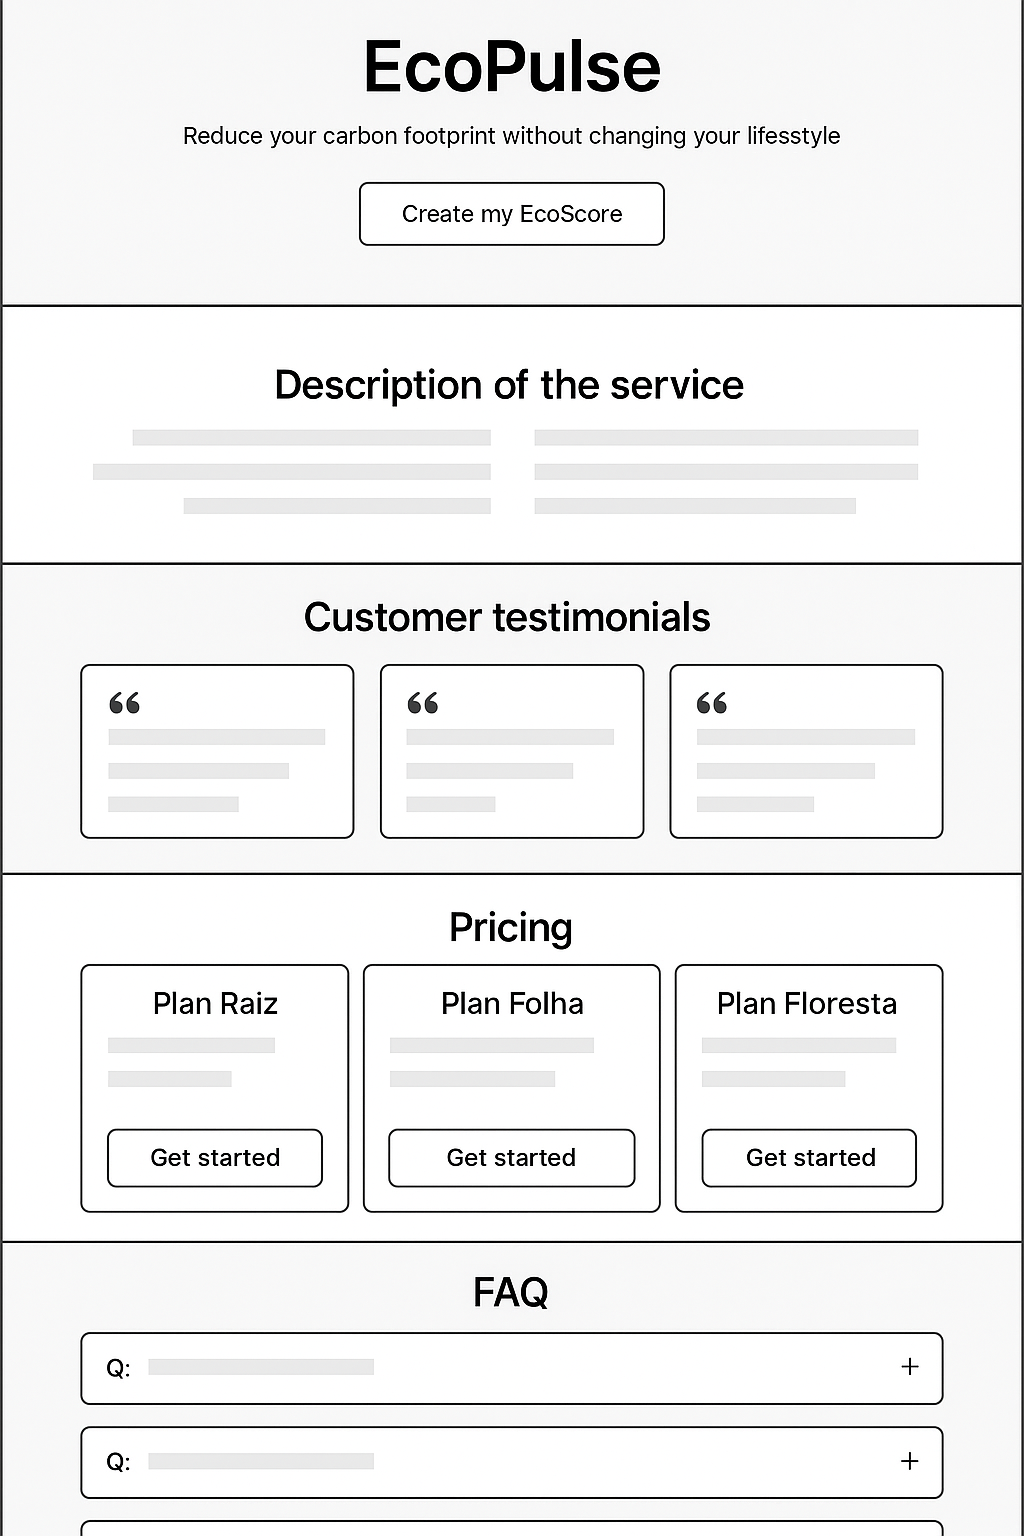 EcoPulse
Reduce your carbon footprint without changing your lifesstyle
Create my EcoScore
Description of the service
Customer testimonials
“
“
“
Pricing
Plan Raiz
Plan Folha
Plan Floresta
Get started
Get started
Get started
FAQ
Q: +
Q: +